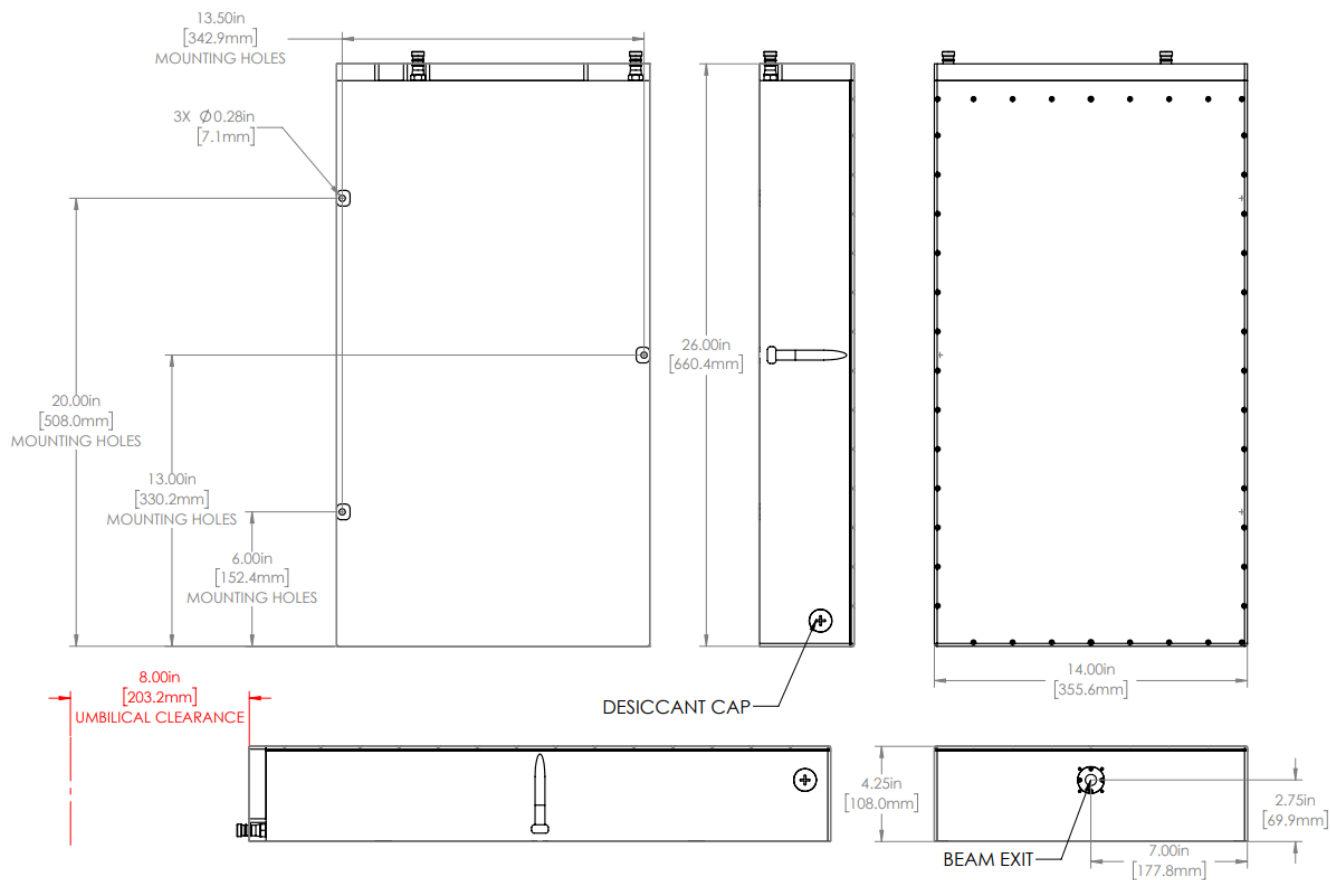 13.50in
[342.9mm]
MOUNTING HOLES
3X Ø0.28in
[7.1mm]
26.00in
[660.4mm]
20.00in
[508.0mm]
MOUNTING HOLES
13.00in
[330.2mm]
MOUNTING HOLES
6.00in
[152.4mm]
MOUNTING HOLES
8.00in
[203.2mm]
UMBILICAL CLEARANCE
DESICCANT CAP
14.00in
[355.6mm]
4.25in
[108.0mm]
2.75in
[69.9mm]
BEAM EXIT
7.00in
[177.8mm]